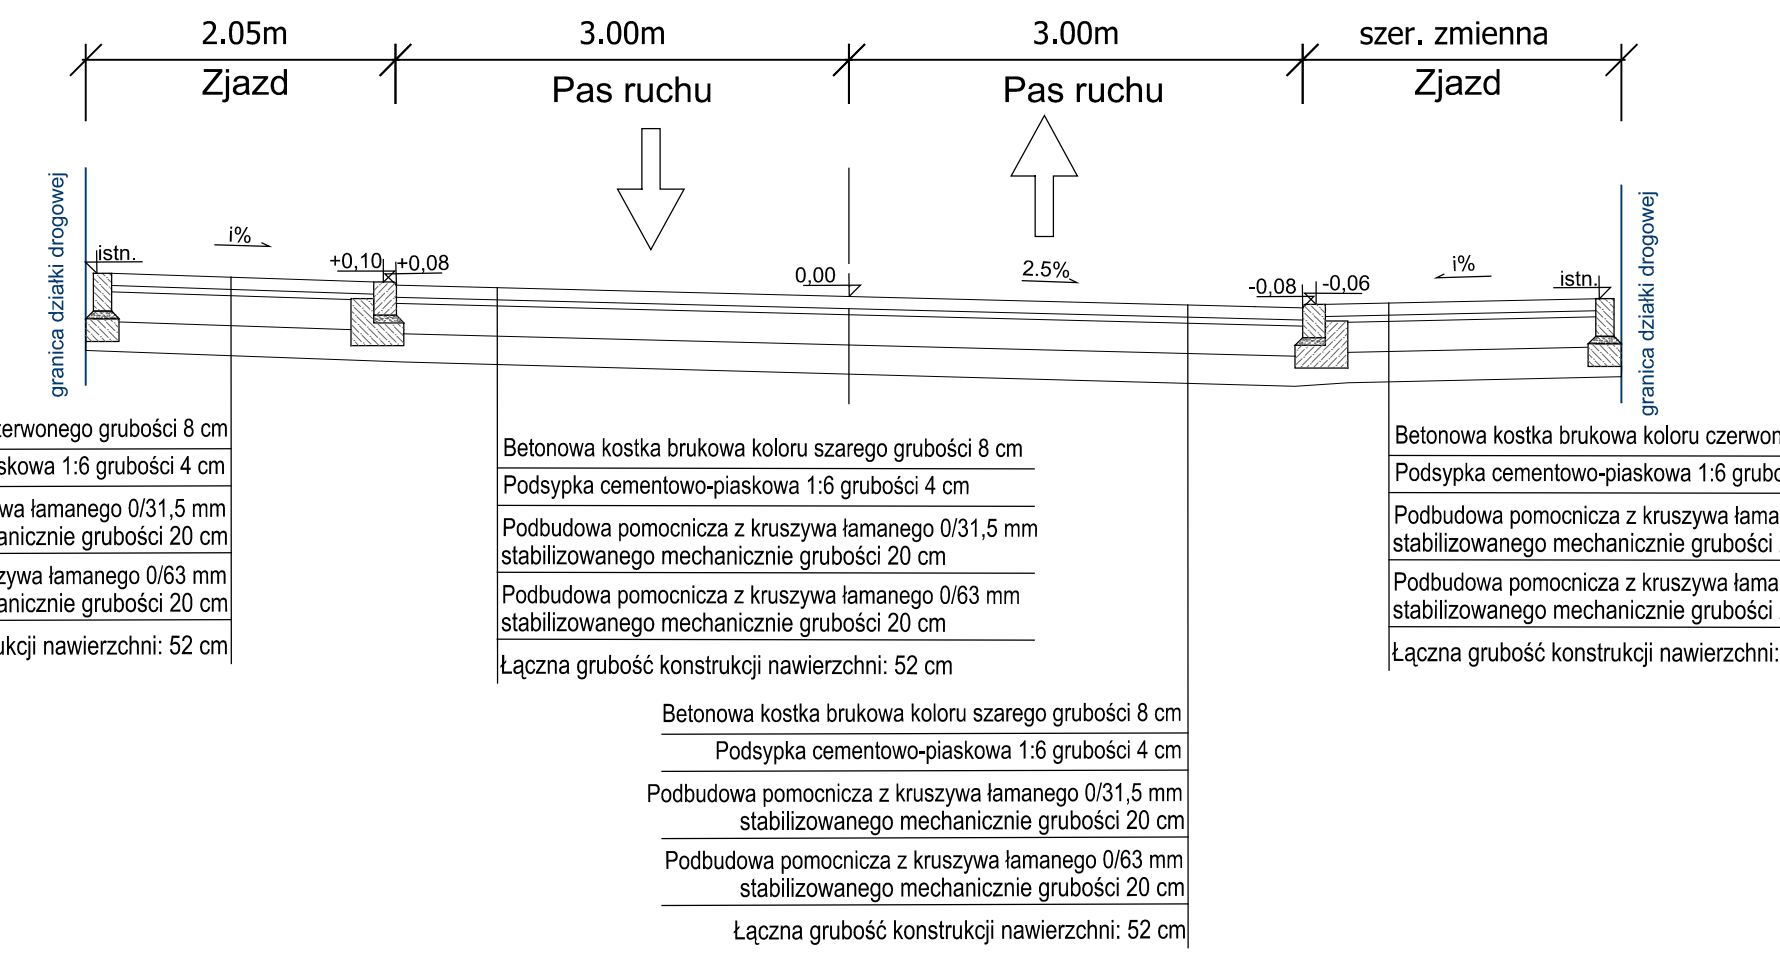 2.05m
3.00m
3.00m
szer. zmienna
Zjazd
Pas ruchu
Pas ruchu
Zjazd
granica działki drogowej
granica działki drogowej
istn.
i%
+0,10
+0,08
0,00
2.5%
-0,08
-0,06
i%
istn.
grubości 8 cm
1:6 grubości 4 cm
łamanego 0/31,5 mm
grubości 20 cm
łamanego 0/63 mm
grubości 20 cm
nawierzchni: 52 cm
Betonowa kostka brukowa koloru szarego grubości 8 cm
Podsypka cementowo-piaskowa 1:6 grubości 4 cm
Podbudowa pomocnicza z kruszywa łamanego 0/31,5 mm
stabilizowanego mechanicznie grubości 20 cm
Podbudowa pomocnicza z kruszywa łamanego 0/63 mm
stabilizowanego mechanicznie grubości 20 cm
Łączna grubość konstrukcji nawierzchni: 52 cm
Betonowa kostka brukowa koloru szarego grubości 8 cm
Podsypka cementowo-piaskowa 1:6 grubości 4 cm
Podbudowa pomocnicza z kruszywa łamanego 0/31,5 mm
stabilizowanego mechanicznie grubości 20 cm
Podbudowa pomocnicza z kruszywa łamanego 0/63 mm
stabilizowanego mechanicznie grubości 20 cm
Łączna grubość konstrukcji nawierzchni: 52 cm
Betonowa kostka brukowa koloru
Podsypka cementowo-piaskowa 1:6
Podbudowa pomocnicza z kruszywa
stabilizowanego mechanicznie grubości
Podbudowa pomocnicza z kruszywa
stabilizowanego mechanicznie grubości
Łączna grubość konstrukcji nawierzchni: